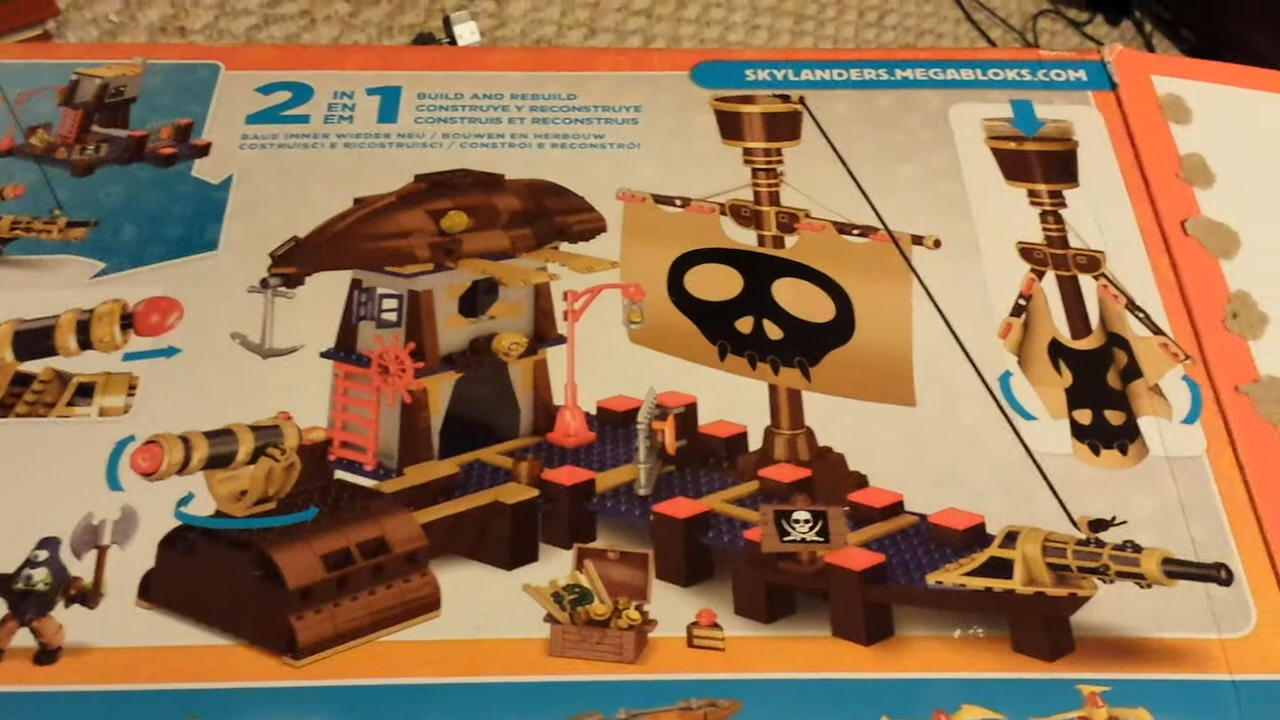 SKYLANDERS.MEGABLOKS.COM
2 IN EN EM 1
BUILD AND REBUILD
CONSTRUYE Y RECONSTRUYE
CONSTRUIS ET RECONSTRUIS
BAUE IMMER WIEDER NEU / BOUWEN EN HERBOUW
COSTRUISCI E RICOSTRUISCI / CONSTRÓI E RECONSTRÓI